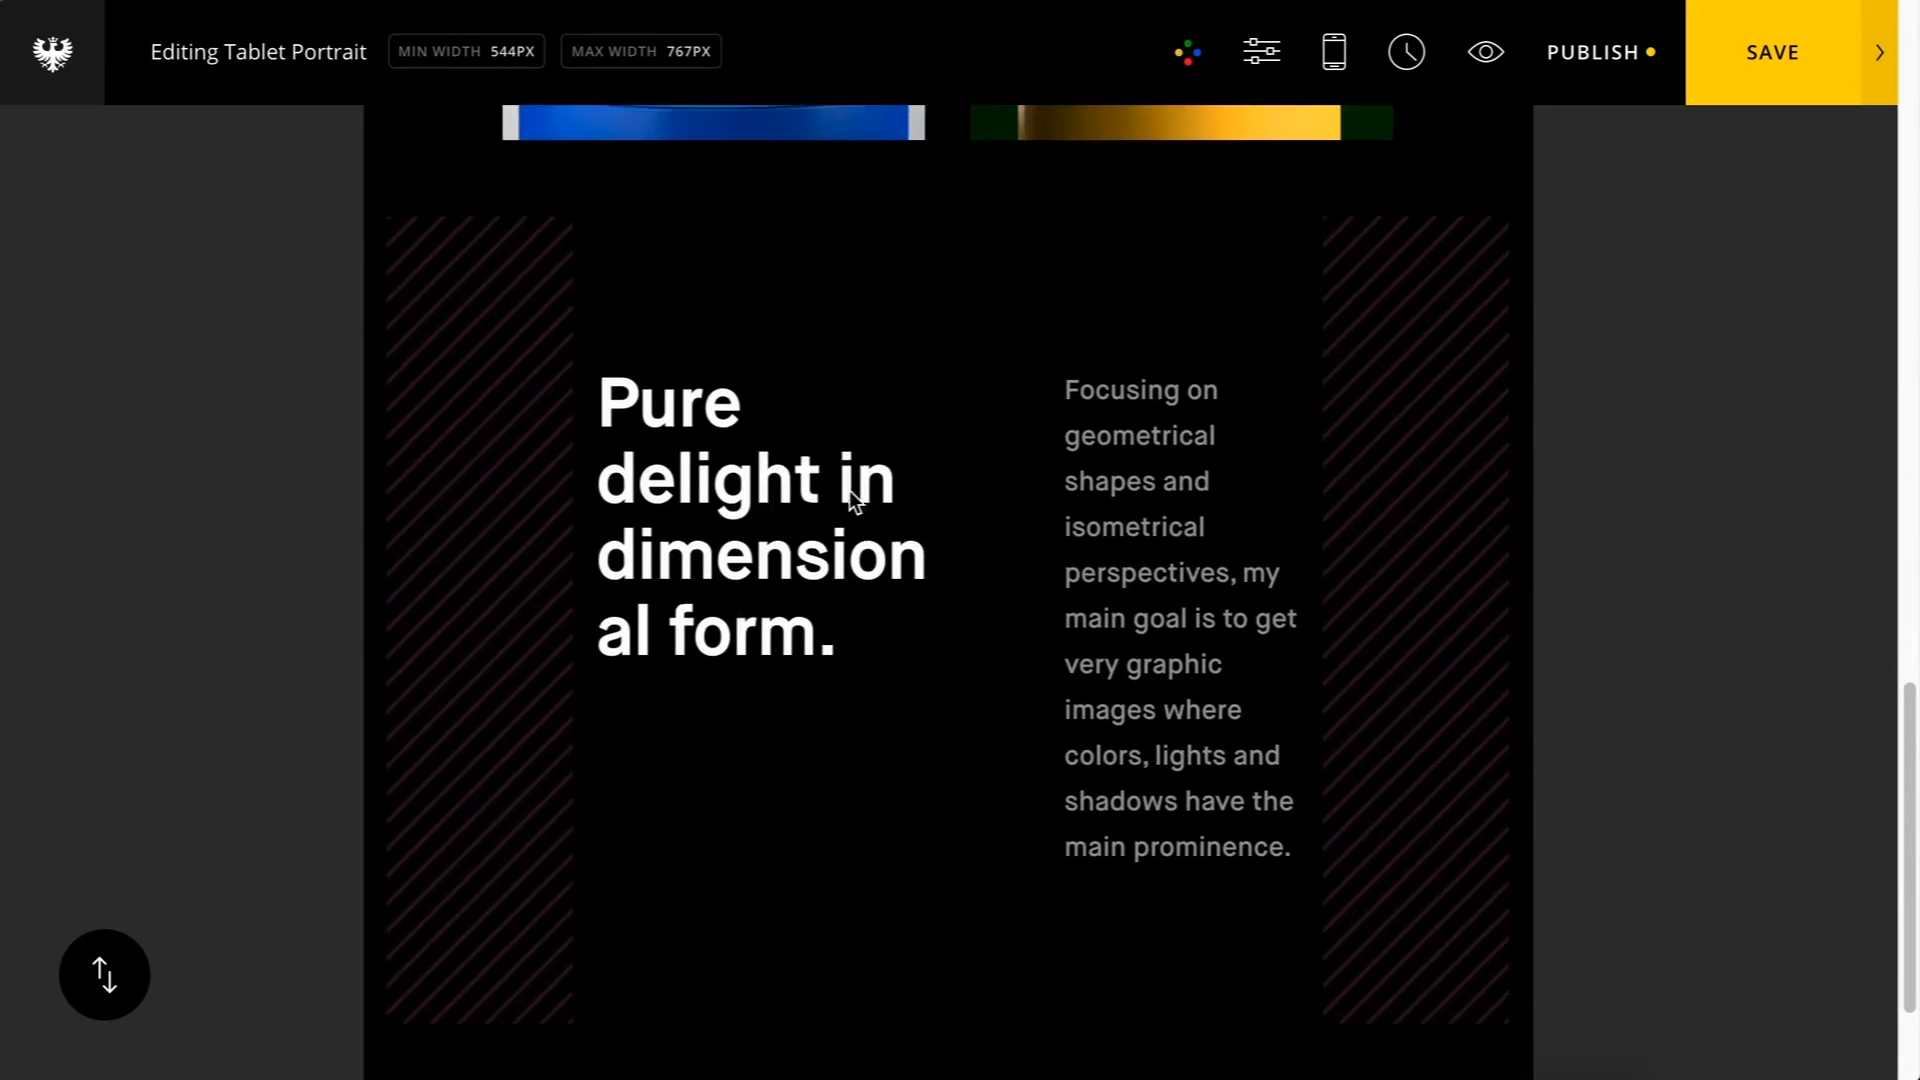 Editing Tablet Portrait
MIN WIDTH 544PX
MAX WIDTH 767PX
PUBLISH
SAVE
Pure
delight in
dimension
al form.
Focusing on
geometrical
shapes and
isometrical
perspectives, my
main goal is to get
very graphic
images where
colors, lights and
shadows have the
main prominence.